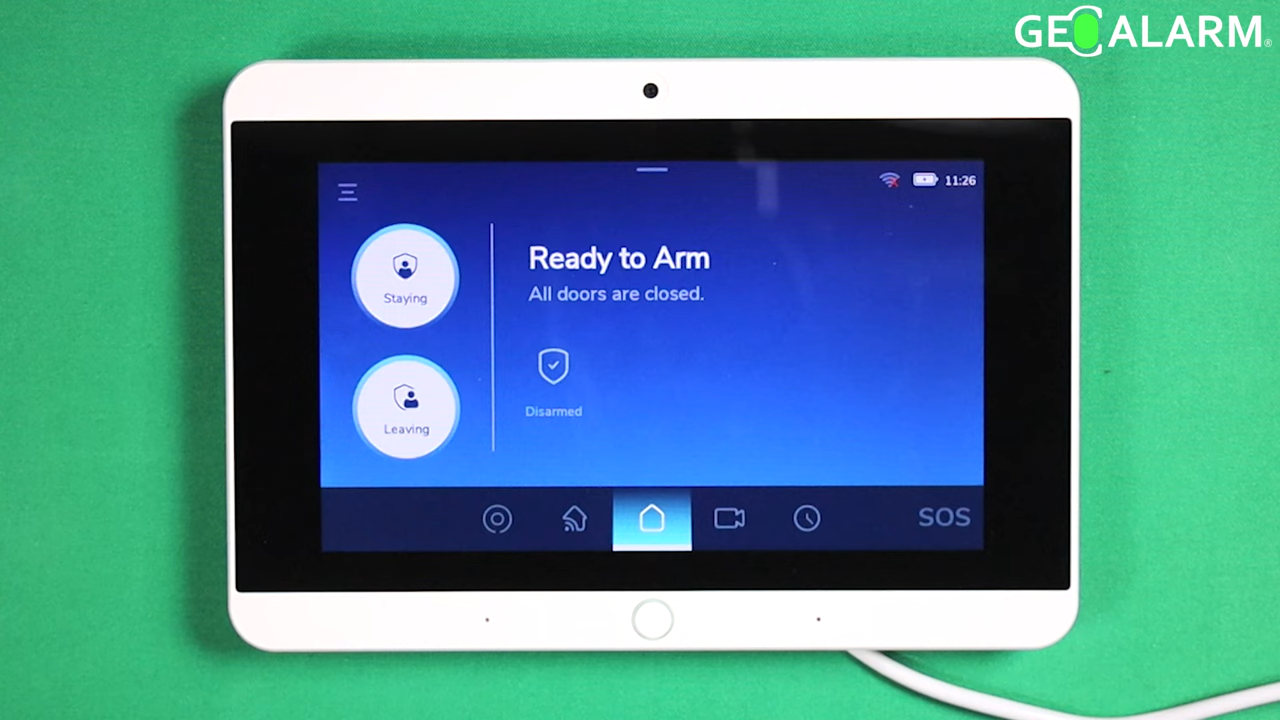 GEOALARM®
11:26
Staying
Ready to Arm
All doors are closed.
Leaving
Disarmed
SOS